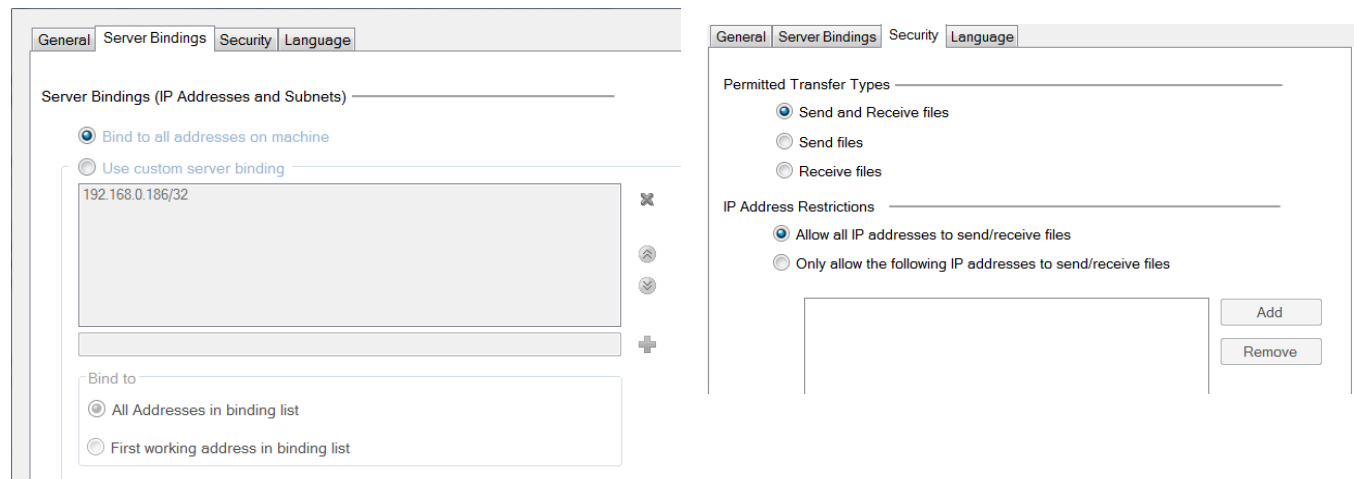 General Server Bindings Security Language
Server Bindings (IP Addresses and Subnets)
Bind to all addresses on machine
Use custom server binding
192.168.0.186/32
Bind to
All Addresses in binding list
First working address in binding list
General Server Bindings Security Language
Permitted Transfer Types
Send and Receive files
Send files
Receive files
IP Address Restrictions
Allow all IP addresses to send/receive files
Only allow the following IP addresses to send/receive files
Add
Remove